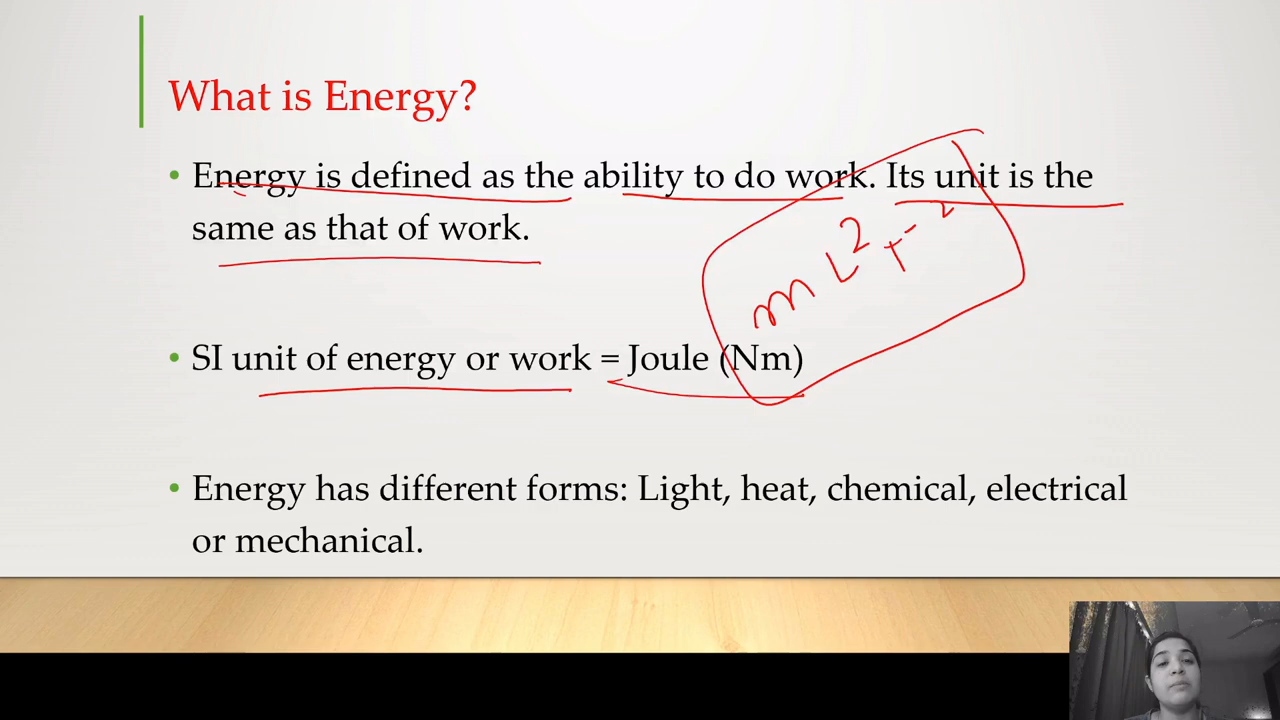 What is Energy?
• Energy is defined as the ability to do work. Its unit is the
same as that of work.
m L² T⁻²
• SI unit of energy or work = Joule (Nm)
• Energy has different forms: Light, heat, chemical, electrical
or mechanical.